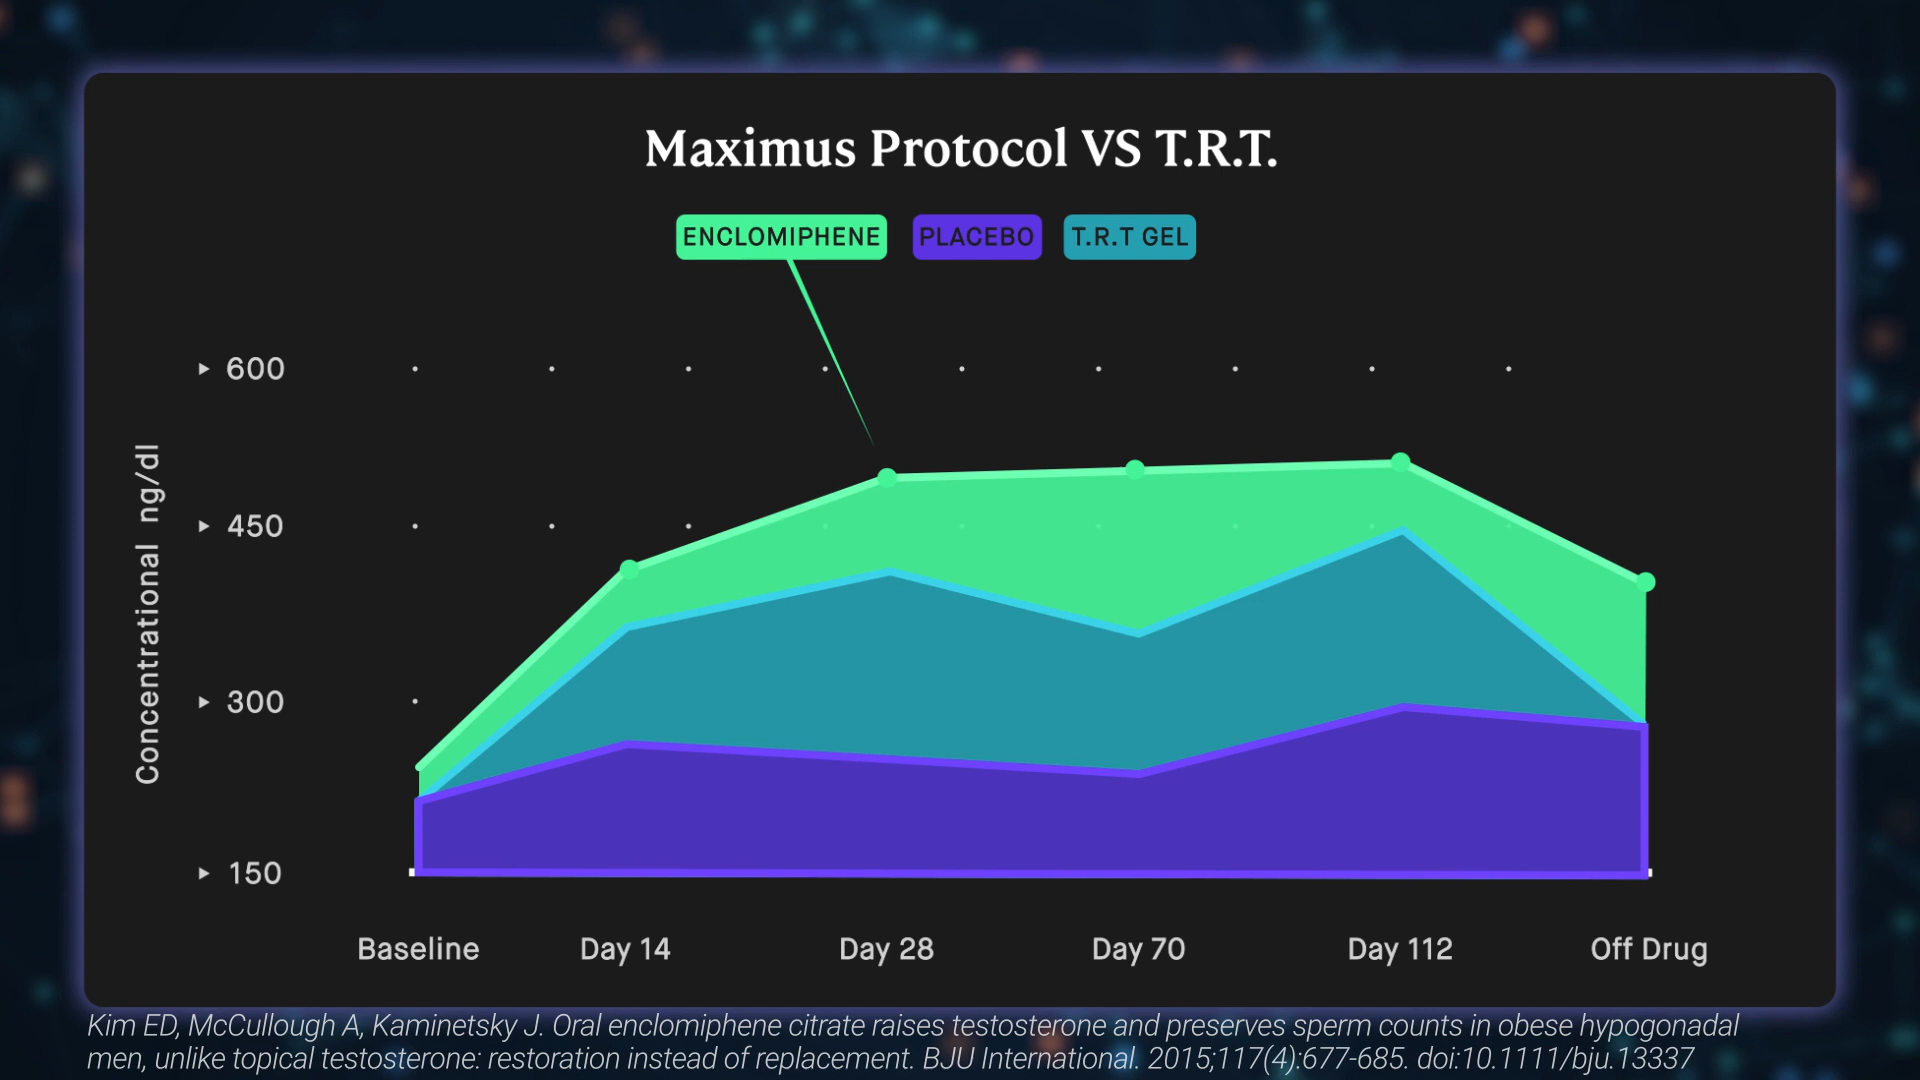 Maximus Protocol VS T.R.T.
ENCLOMIPHENE PLACEBO T.R.T GEL
600
450
300
150
Concentrational ng/dl
Baseline Day 14 Day 28 Day 70 Day 112 Off Drug
Kim ED, McCullough A, Kaminetsky J. Oral enclomiphene citrate raises testosterone and preserves sperm counts in obese hypogonadal
men, unlike topical testosterone: restoration instead of replacement. BJU International. 2015;117(4):677-685. doi:10.1111/bju.13337